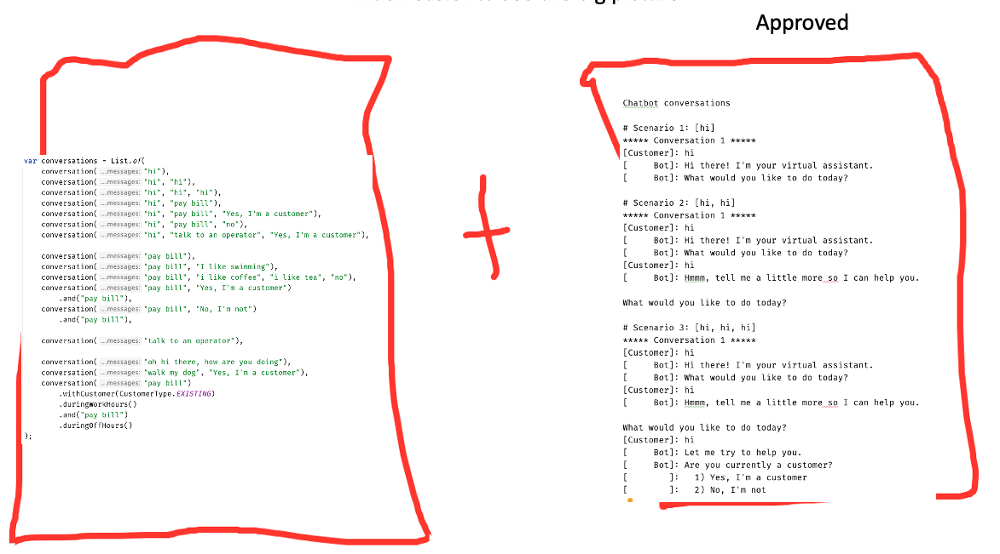 Approved
var conversations = List.of(
conversation( ...messages: "hi"),
conversation( ...messages: "hi", "hi"),
conversation( ...messages: "hi", "hi", "hi"),
conversation( ...messages: "hi", "pay bill"),
conversation( ...messages: "hi", "pay bill", "Yes, I'm a customer"),
conversation( ...messages: "hi", "pay bill", "no"),
conversation( ...messages: "hi", "talk to an operator", "Yes, I'm a customer"),
conversation( ...messages: "pay bill"),
conversation( ...messages: "pay bill", "I like swimming"),
conversation( ...messages: "pay bill", "i like coffee", "i like tea", "no"),
conversation( ...messages: "pay bill", "Yes, I'm a customer")
.and("pay bill"),
conversation( ...messages: "pay bill", "No, I'm not")
.and("pay bill"),
conversation( ...messages: "talk to an operator"),
conversation( ...messages: "oh hi there, how are you doing"),
conversation( ...messages: "walk my dog", "Yes, I'm a customer"),
conversation( ...messages: "pay bill")
.withCustomer(CustomerType.EXISTING)
.duringWorkHours()
.and("pay bill")
.duringOffHours()
);
+
Chatbot conversations
# Scenario 1: [hi]
***** Conversation 1 *****
[Customer]: hi
[     Bot]: Hi there! I'm your virtual assistant.
[     Bot]: What would you like to do today?
# Scenario 2: [hi, hi]
***** Conversation 1 *****
[Customer]: hi
[     Bot]: Hi there! I'm your virtual assistant.
[     Bot]: What would you like to do today?
[Customer]: hi
[     Bot]: Hmmm, tell me a little more so I can help you.
What would you like to do today?
# Scenario 3: [hi, hi, hi]
***** Conversation 1 *****
[Customer]: hi
[     Bot]: Hi there! I'm your virtual assistant.
[     Bot]: What would you like to do today?
[Customer]: hi
[     Bot]: Hmmm, tell me a little more so I can help you.
What would you like to do today?
[Customer]: hi
[     Bot]: Let me try to help you.
[     Bot]: Are you currently a customer?
[        ]:   1) Yes, I'm a customer
[        ]:   2) No, I'm not